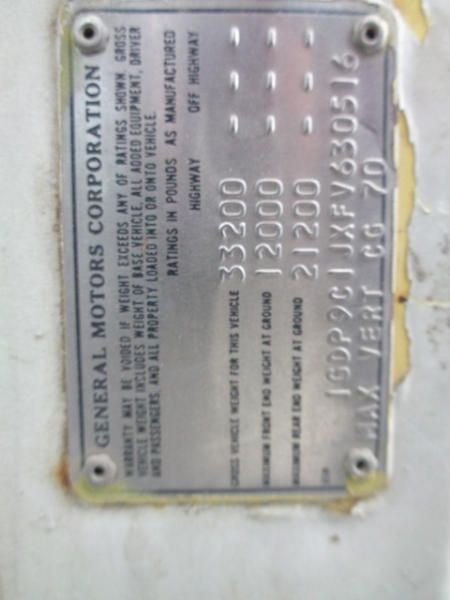 GENERAL MOTORS CORPORATION
WARRANTY MAY BE VOIDED IF WEIGHT EXCEEDS ANY OF RATINGS SHOWN. GROSS
VEHICLE WEIGHT INCLUDES WEIGHT OF BASE VEHICLE, ALL ADDED EQUIPMENT, DRIVER
AND PASSENGERS, AND ALL PROPERTY LOADED INTO OR ONTO VEHICLE.
RATINGS IN POUNDS AS MANUFACTURED
HIGHWAY OFF HIGHWAY
GROSS VEHICLE WEIGHT FOR THIS VEHICLE 33200 - - -
MAXIMUM FRONT END WEIGHT AT GROUND 12000 - - -
MAXIMUM REAR END WEIGHT AT GROUND 21200 - - -
1GDP9C1JXFV630516
MAX VERT CG 70